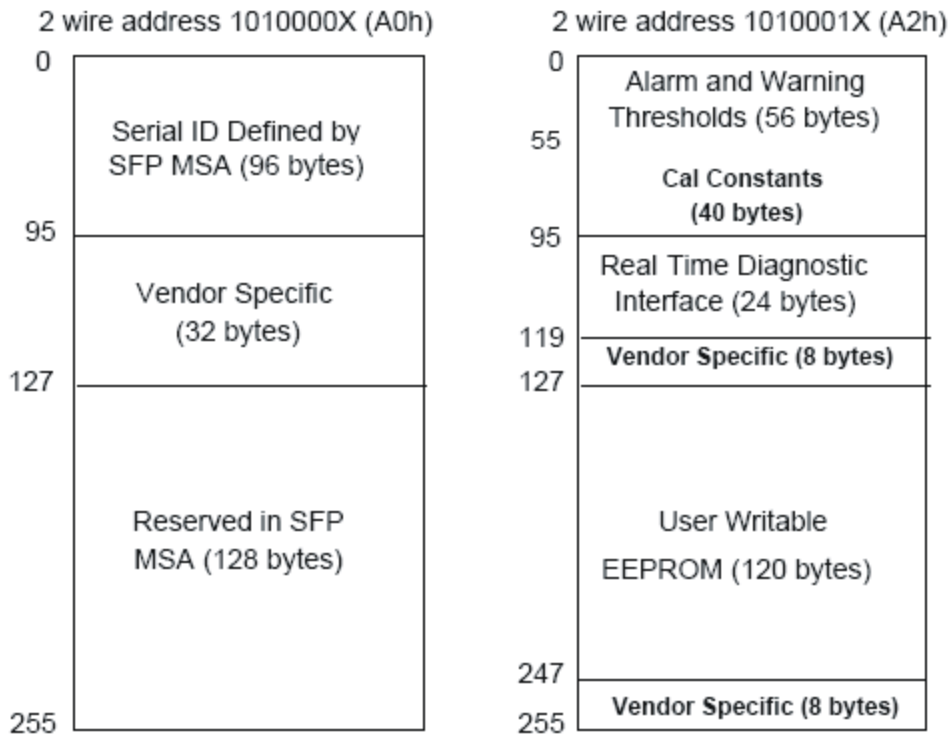 2 wire address 1010000X (A0h)
0
Serial ID Defined by
SFP MSA (96 bytes)
95
Vendor Specific
(32 bytes)
127
Reserved in SFP
MSA (128 bytes)
255
2 wire address 1010001X (A2h)
0
Alarm and Warning
Thresholds (56 bytes)
55
Cal Constants
(40 bytes)
95
Real Time Diagnostic
Interface (24 bytes)
119
Vendor Specific (8 bytes)
127
User Writable
EEPROM (120 bytes)
247
Vendor Specific (8 bytes)
255